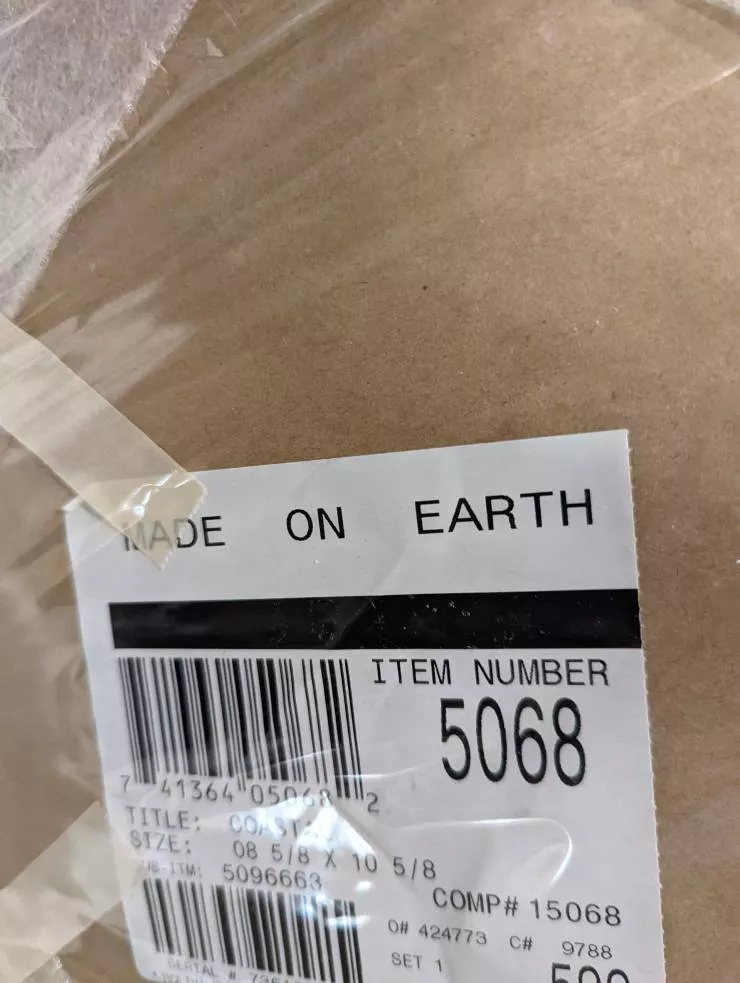 MADE ON EARTH
ITEM NUMBER
5068
7 41364 05068 2
TITLE:
SIZE: 08 5/8 X 10 5/8
5096663
COMP# 15068
O# 424773 C# 9788
SET 1
SERIAL #